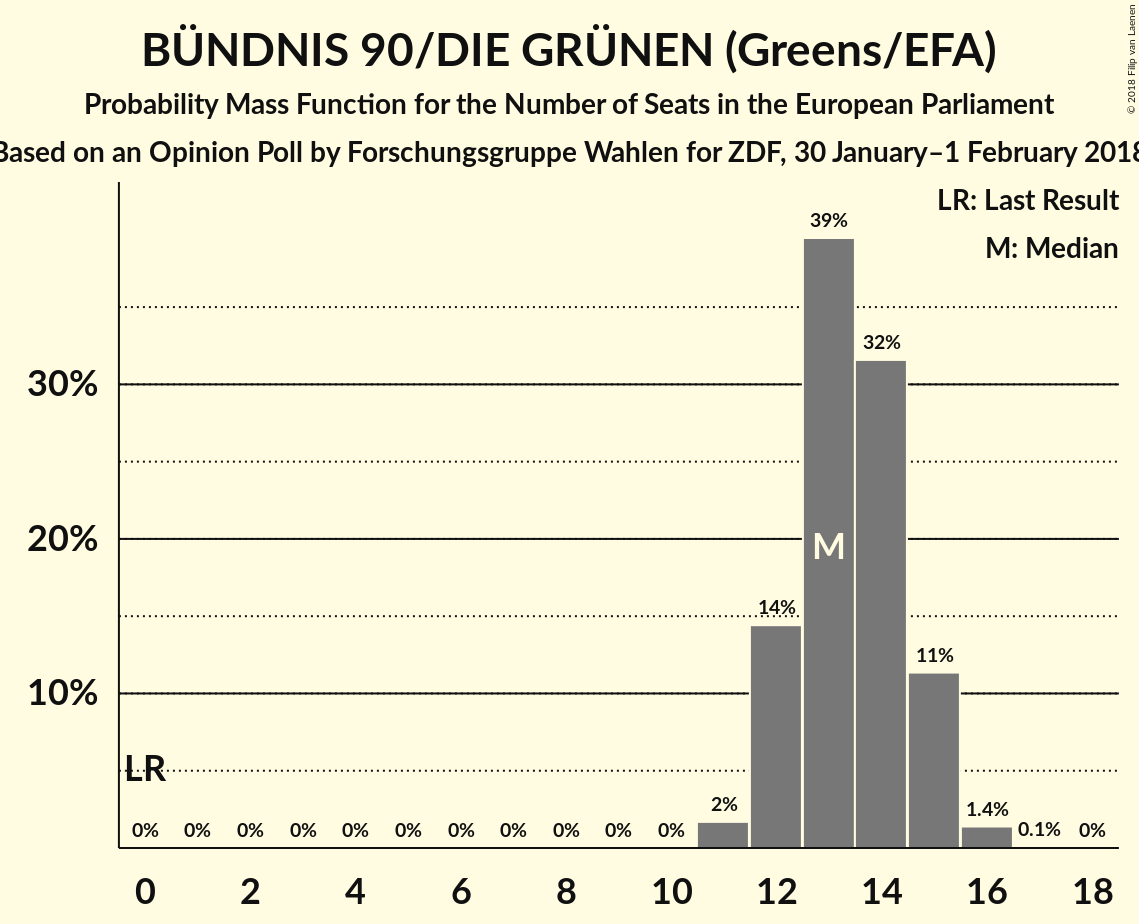 BÜNDNIS 90/DIE GRÜNEN (Greens/EFA)
Probability Mass Function for the Number of Seats in the European Parliament
Based on an Opinion Poll by Forschungsgruppe Wahlen for ZDF, 30 January–1 February 2018
© 2018 Filip van Laenen
LR: Last Result
M: Median
39%
32%
30%
20%
M
14%
11%
10%
LR
2%
1.4%
0% 0% 0% 0% 0% 0% 0% 0% 0% 0% 0% 0.1% 0%
0 2 4 6 8 10 12 14 16 18